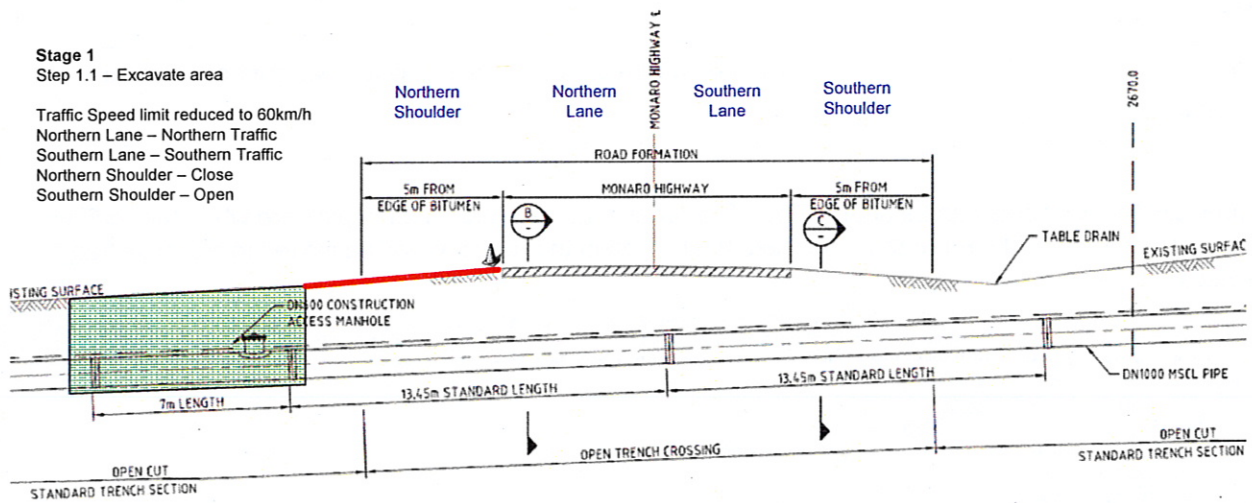 Stage 1
Step 1.1 – Excavate area
Traffic Speed limit reduced to 60km/h
Northern Lane – Northern Traffic
Southern Lane – Southern Traffic
Northern Shoulder – Close
Southern Shoulder – Open
Northern
Shoulder
Northern
Lane
MONARO HIGHWAY
Southern
Lane
Southern
Shoulder
2670.0
ROAD FORMATION
5m FROM
EDGE OF BITUMEN
MONARO HIGHWAY
5m FROM
EDGE OF BITUMEN
B
-
C
-
TABLE DRAIN
EXISTING SURFAC
ISTING SURFACE
DN600 CONSTRUCTION
ACCESS MANHOLE
7m LENGTH
13.45m STANDARD LENGTH
13.45m STANDARD LENGTH
DN1000 MSCL PIPE
OPEN CUT
STANDARD TRENCH SECTION
OPEN TRENCH CROSSING
OPEN CUT
STANDARD TRENCH SECTION